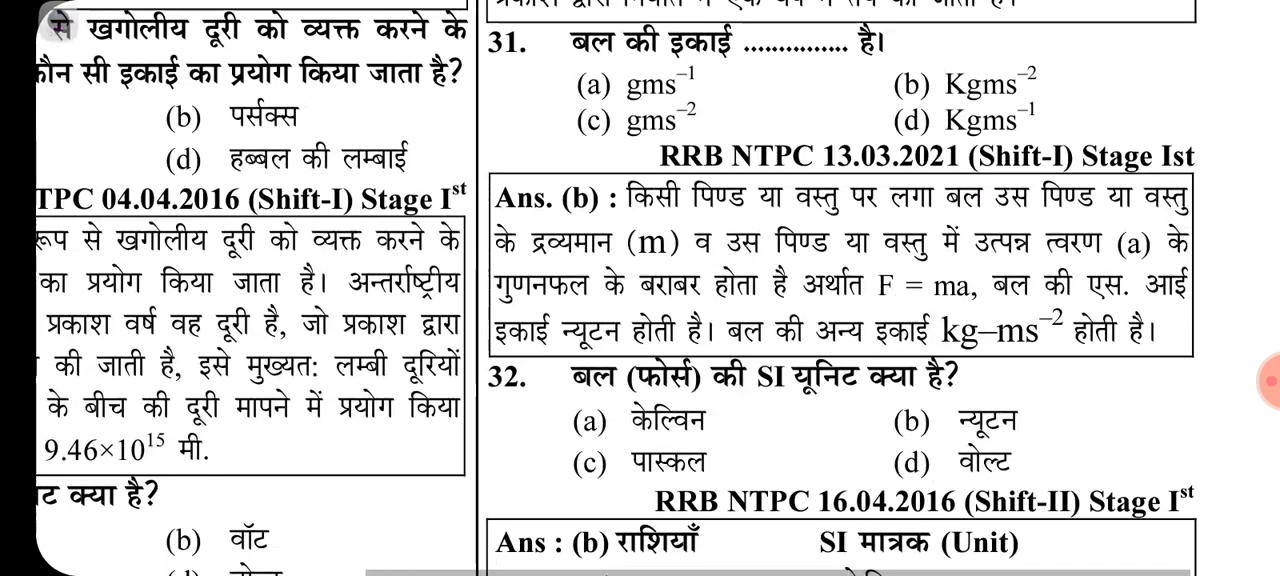 से खगोलीय दूरी को व्यक्त करने के
कौन सी इकाई का प्रयोग किया जाता है?
(b) पर्सक्स
(d) हब्बल की लम्बाई
TPC 04.04.2016 (Shift-I) Stage Iˢᵗ
रूप से खगोलीय दूरी को व्यक्त करने के
का प्रयोग किया जाता है। अन्तर्राष्ट्रीय
प्रकाश वर्ष वह दूरी है, जो प्रकाश द्वारा
की जाती है, इसे मुख्यत: लम्बी दूरियों
के बीच की दूरी मापने में प्रयोग किया
9.46×10¹⁵ मी.
क्या है?
(b) वॉट
31. बल की इकाई ................ है।
(a) gms⁻¹ (b) Kgms⁻²
(c) gms⁻² (d) Kgms⁻¹
RRB NTPC 13.03.2021 (Shift-I) Stage Ist
Ans. (b) : किसी पिण्ड या वस्तु पर लगा बल उस पिण्ड या वस्तु
के द्रव्यमान (m) व उस पिण्ड या वस्तु में उत्पन्न त्वरण (a) के
गुणनफल के बराबर होता है अर्थात F = ma, बल की एस. आई
इकाई न्यूटन होती है। बल की अन्य इकाई kg–ms⁻² होती है।
32. बल (फोर्स) की SI यूनिट क्या है?
(a) केल्विन (b) न्यूटन
(c) पास्कल (d) वोल्ट
RRB NTPC 16.04.2016 (Shift-II) Stage Iˢᵗ
Ans : (b) राशियाँ SI मात्रक (Unit)